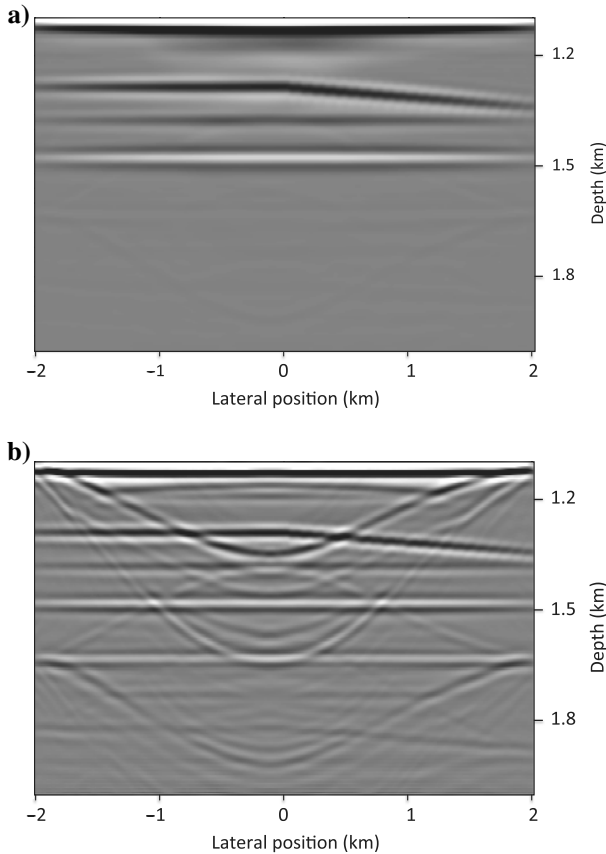 a)
1.2
1.5
1.8
Depth (km)
−2 −1 0 1 2
Lateral position (km)
b)
1.2
1.5
1.8
Depth (km)
−2 −1 0 1 2
Lateral position (km)